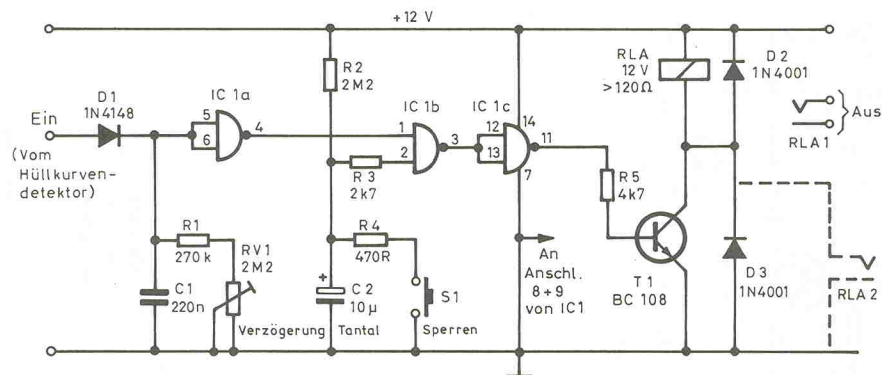 +12 V
R2
2M2
RLA
12 V
>120Ω
D2
1N4001
D1
1N4148
IC 1a
IC 1b
IC 1c
Ein
(Vom
Hüllkurven-
detektor)
5
6
4
1
2
3
12
13
14
11
7
Aus
RLA1
R3
2k7
R5
4k7
R1
270k
RV1
2M2
R4
470R
C1
220n
+
C2
10µ
S1
Verzögerung
Tantal
Sperren
An
Anschl.
8+9
von IC1
T1
BC 108
D3
1N4001
RLA 2